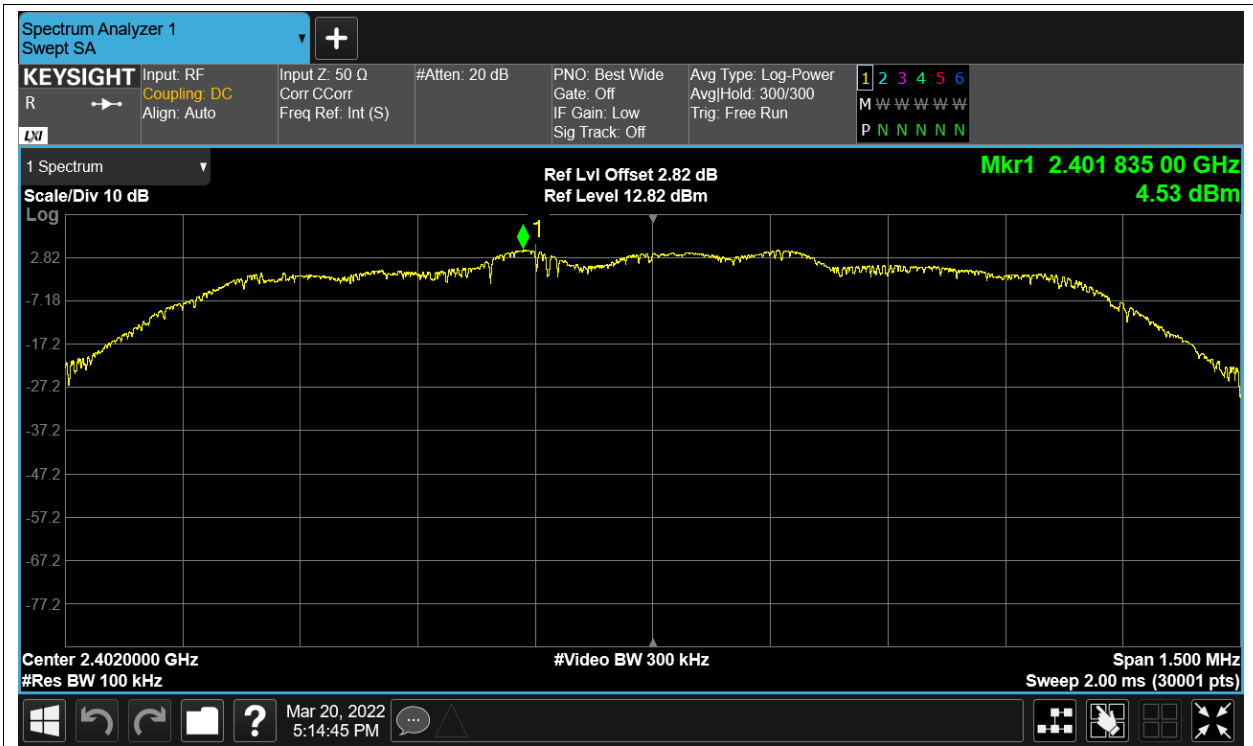 Spectrum Analyzer 1
Swept SA
+
KEYSIGHT
R
LXI
Input: RF
Coupling: DC
Align: Auto
Input Z: 50 Ω
Corr CCorr
Freq Ref: Int (S)
#Atten: 20 dB
PNO: Best Wide
Gate: Off
IF Gain: Low
Sig Track: Off
Avg Type: Log-Power
Avg|Hold: 300/300
Trig: Free Run
1 2 3 4 5 6
M W W W W W
P N N N N N
1 Spectrum
Scale/Div 10 dB
Log
Ref Lvl Offset 2.82 dB
Ref Level 12.82 dBm
Mkr1 2.401 835 00 GHz
4.53 dBm
1
2.82
-7.18
-17.2
-27.2
-37.2
-47.2
-57.2
-67.2
-77.2
Center 2.4020000 GHz
#Res BW 100 kHz
#Video BW 300 kHz
Span 1.500 MHz
Sweep 2.00 ms (30001 pts)
?
Mar 20, 2022
5:14:45 PM